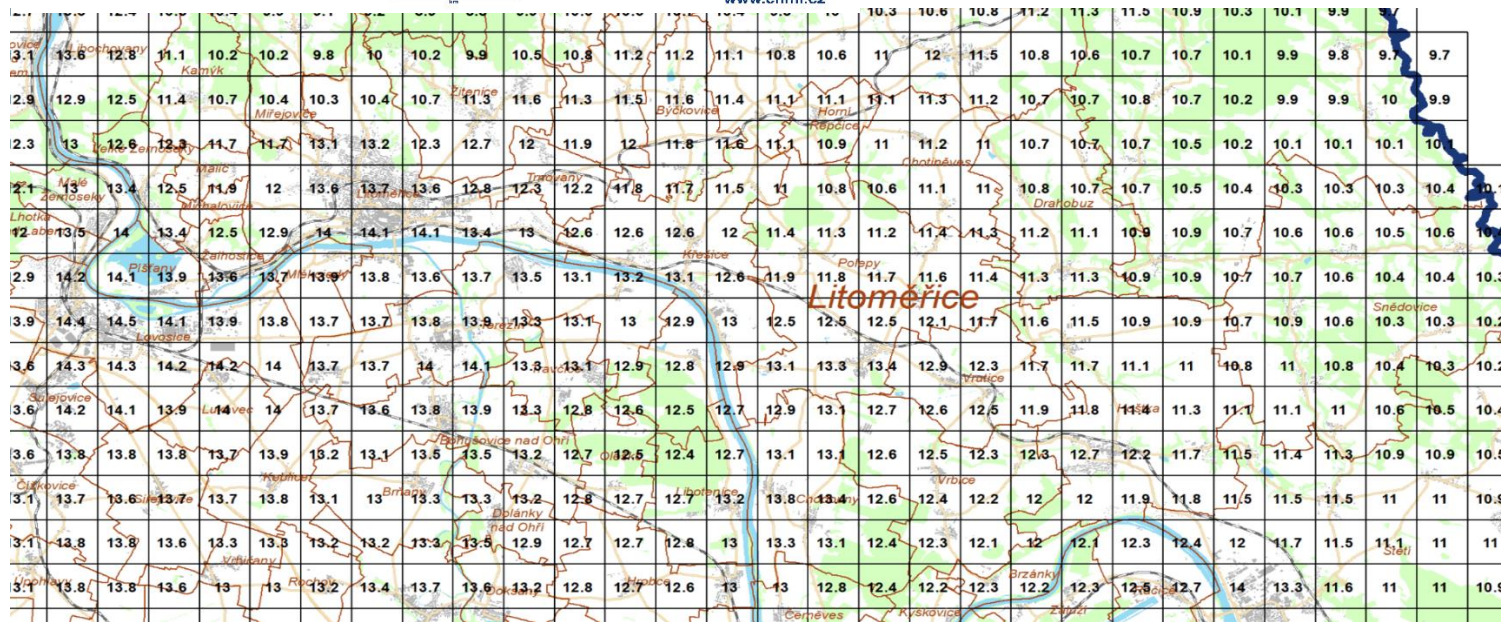 www.chmi.cz
10.3 10.6 10.8 11.2 11.3 11.5 10.9 10.3 10.1 9.9
13.6 12.8 11.1 10.2 10.2 9.8 10 10.2 9.9 10.5 10.8 11.2 11.2 11.1 10.8 10.6 11 12 11.5 10.8 10.6 10.7 10.7 10.1 9.9 9.8 9.7 9.7
Libochovany
Kamýk
12.9 12.5 11.4 10.7 10.4 10.3 10.4 10.7 11.3 11.6 11.3 11.5 11.6 11.4 11.1 11.1 11.1 11.3 11.2 10.7 10.7 10.8 10.7 10.2 9.9 9.9 10 9.9
Žitenice
Býčkovice
Miřejovice
Horní
Řepčice
13 12.6 12.3 11.7 11.7 13.1 13.2 12.3 12.7 12 11.9 12 11.8 11.6 11.1 10.9 11 11.2 11 10.7 10.7 10.7 10.5 10.2 10.1 10.1 10.1 10.1
Velké Žernoseky
Malíč
Chotiněves
13 13.4 12.5 11.9 12 13.6 13.7 13.6 12.8 12.3 12.2 11.8 11.7 11.5 11 10.8 10.6 11.1 11 10.8 10.7 10.7 10.5 10.4 10.3 10.3 10.3 10.4 10.1
Malé
Žernoseky
Trnovany
Litoměřice
Michalovice
Drahobuz
Lhotka
12 13.5 14 13.4 12.5 12.9 14 14.1 14.1 13.4 13 12.6 12.6 12.6 12 11.4 11.3 11.2 11.4 11.3 11.2 11.1 10.9 10.9 10.7 10.6 10.6 10.5 10.6
Žalhostice
Křešice
Polepy
Píšťany
Mlékojedy
14.2 14.1 13.9 13.6 13.7 13.9 13.8 13.6 13.7 13.5 13.1 13.2 13.1 12.6 11.9 11.8 11.7 11.6 11.4 11.3 11.3 10.9 10.9 10.7 10.7 10.6 10.4 10.4 10.3
Litoměřice
Snědovice
14.4 14.5 14.1 13.9 13.8 13.7 13.7 13.8 13.9 13.3 13.1 13 12.9 13 12.5 12.5 12.5 12.1 11.7 11.6 11.5 10.9 10.9 10.7 10.9 10.6 10.3 10.3 10.2
Lovosice
Terezín
14.3 14.3 14.2 14.2 14 13.7 13.7 14 14.1 13.3 13.1 12.9 12.8 12.9 13.1 13.3 13.4 12.9 12.3 11.7 11.7 11.1 11 10.8 11 10.8 10.4 10.3 10.2
Travčice
Vrutice
Sulejovice
14.2 14.1 13.9 14 14 13.7 13.6 13.8 13.9 13.3 12.8 12.6 12.5 12.7 12.9 13.1 12.7 12.6 12.5 11.9 11.8 11.4 11.3 11.1 11.1 11 10.6 10.5
Lukavec
Hoštka
Bohušovice nad Ohří
13.8 13.8 13.8 13.7 13.9 13.2 13.1 13.5 13.5 13.2 12.7 12.5 12.4 12.7 13.1 13.1 12.6 12.5 12.3 12.3 12.7 12.2 11.7 11.5 11.4 11.3 10.9 10.9 10.5
Keblice
Vrbice
Čížkovice
13.7 13.6 13.7 13.7 13.8 13.1 13 13.3 13.3 13.2 12.8 12.7 12.7 13.2 13.8 13.4 12.6 12.4 12.2 12 12 11.9 11.8 11.5 11.5 11.5 11 11 10.9
Siřejovice
Brňany
Libotenice
Dolánky
nad Ohří
13.1 13.8 13.8 13.6 13.3 13.3 13.2 13.2 13.3 13.5 12.9 12.7 12.7 12.8 13 13.3 13.1 12.4 12.3 12.1 12 12.1 12.3 12.4 12 11.7 11.5 11.1 11 11
Štětí
Vrbičany
Brzánky
13.1 13.8 13.8 13.6 13 13 13.2 13.4 13.7 13.6 13.2 12.8 12.7 12.6 13 13 12.8 12.4 12.2 12.3 12.2 12.3 12.5 12.7 14 13.3 11.6 11 11 10.9
Úpohlavy
Rochov
Doksany
Hrobce
Račice
Záluží
Černěves
Kyškovice